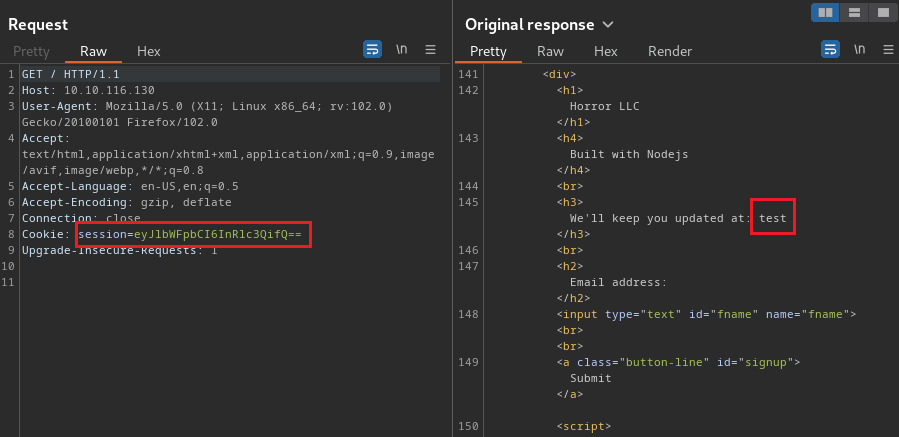 Request
Pretty Raw Hex
\n
1 GET / HTTP/1.1
2 Host: 10.10.116.130
3 User-Agent: Mozilla/5.0 (X11; Linux x86_64; rv:102.0)
Gecko/20100101 Firefox/102.0
4 Accept:
text/html,application/xhtml+xml,application/xml;q=0.9,image
/avif,image/webp,*/*;q=0.8
5 Accept-Language: en-US,en;q=0.5
6 Accept-Encoding: gzip, deflate
7 Connection: close
8 Cookie: session=eyJlbWFpbCI6InRlc3QifQ==
9 Upgrade-Insecure-Requests: 1
10
11
Original response
Pretty Raw Hex Render
\n
141 <div>
142 <h1>
Horror LLC
</h1>
143 <h4>
Built with Nodejs
</h4>
144 <br>
145 <h3>
We'll keep you updated at: test
</h3>
146 <br>
147 <h2>
Email address:
</h2>
148 <input type="text" id="fname" name="fname">
<br>
<br>
149 <a class="button-line" id="signup">
Submit
</a>
150 <script>